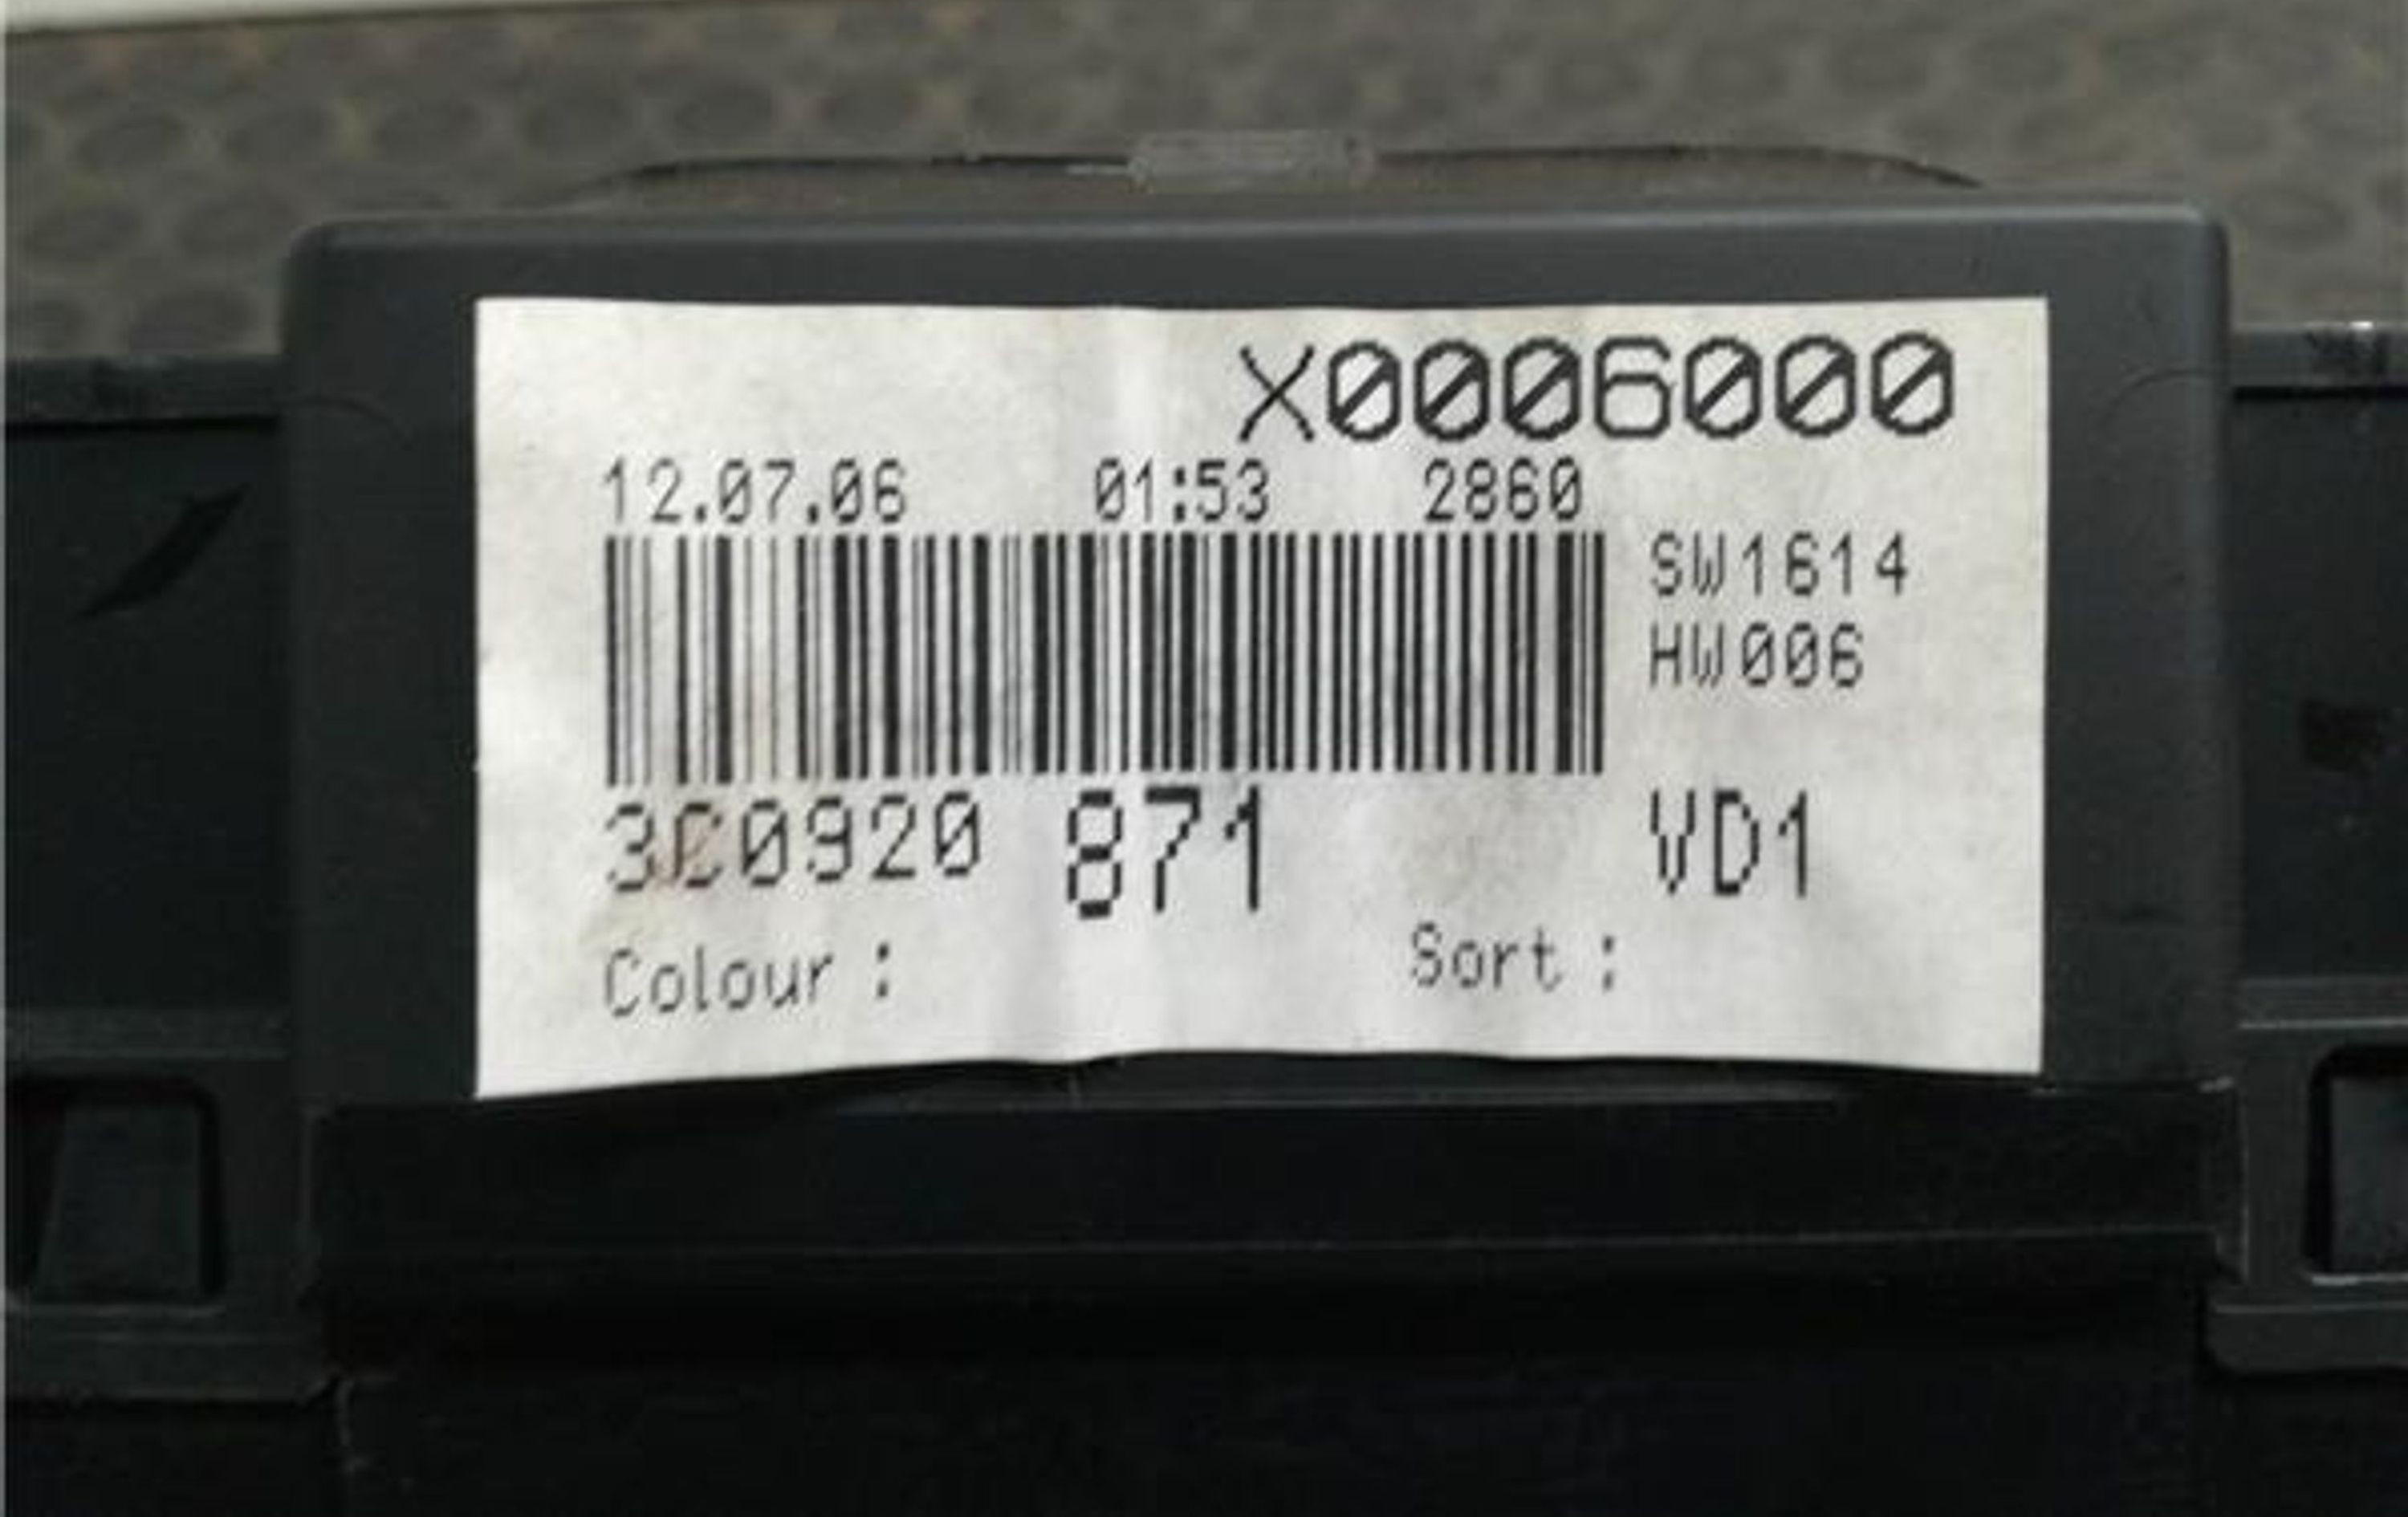 X0006000
12.07.06 01:53 2860
SW1614
HW006
3C0920 871 VD1
Colour : Sort :